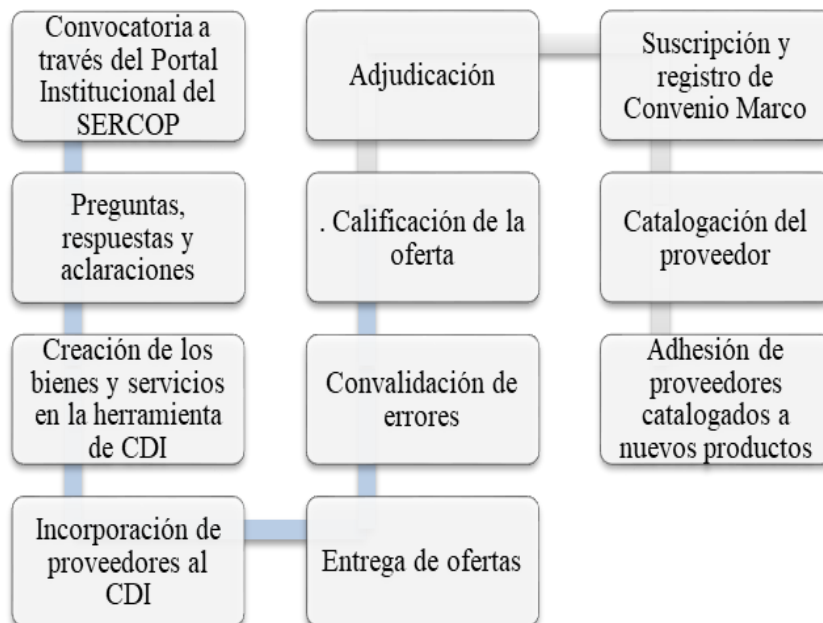 Convocatoria a
través del Portal
Institucional del
SERCOP
Preguntas,
respuestas y
aclaraciones
Creación de los
bienes y servicios
en la herramienta
de CDI
Incorporación de
proveedores al
CDI
Entrega de ofertas
Convalidación de
errores
. Calificación de la
oferta
Adjudicación
Suscripción y
registro de
Convenio Marco
Catalogación del
proveedor
Adhesión de
proveedores
catalogados a
nuevos productos